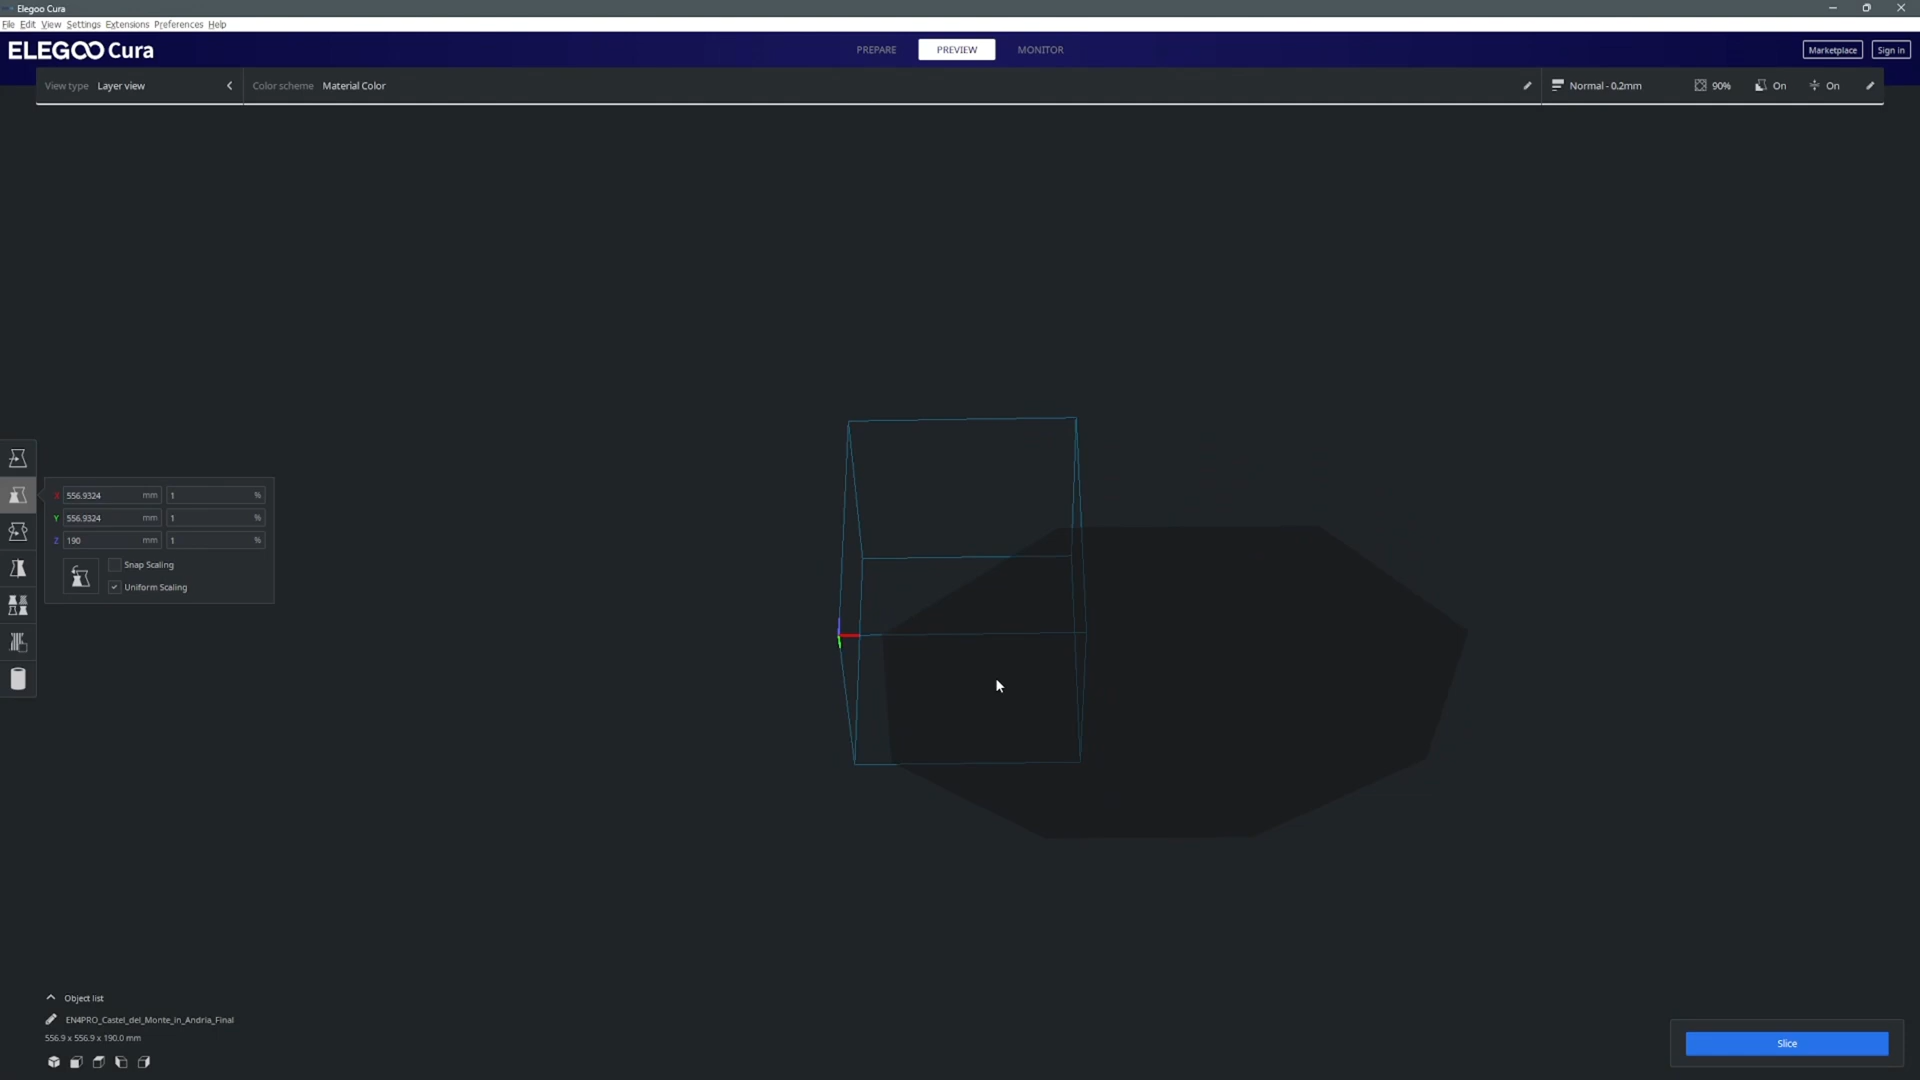 Elegoo Cura
File Edit View Settings Extensions Preferences Help
ELEGOO Cura
PREPARE PREVIEW MONITOR
Marketplace Sign in
View type Layer view
Color scheme Material Color
Normal - 0.2mm 90% On On
X 556.9324 mm 1 %
Y 556.9324 mm 1 %
Z 190 mm 1 %
Snap Scaling
Uniform Scaling
Object list
EN4PRO_Castel_del_Monte_in_Andria_Final
556.9 x 556.9 x 190.0 mm
Slice